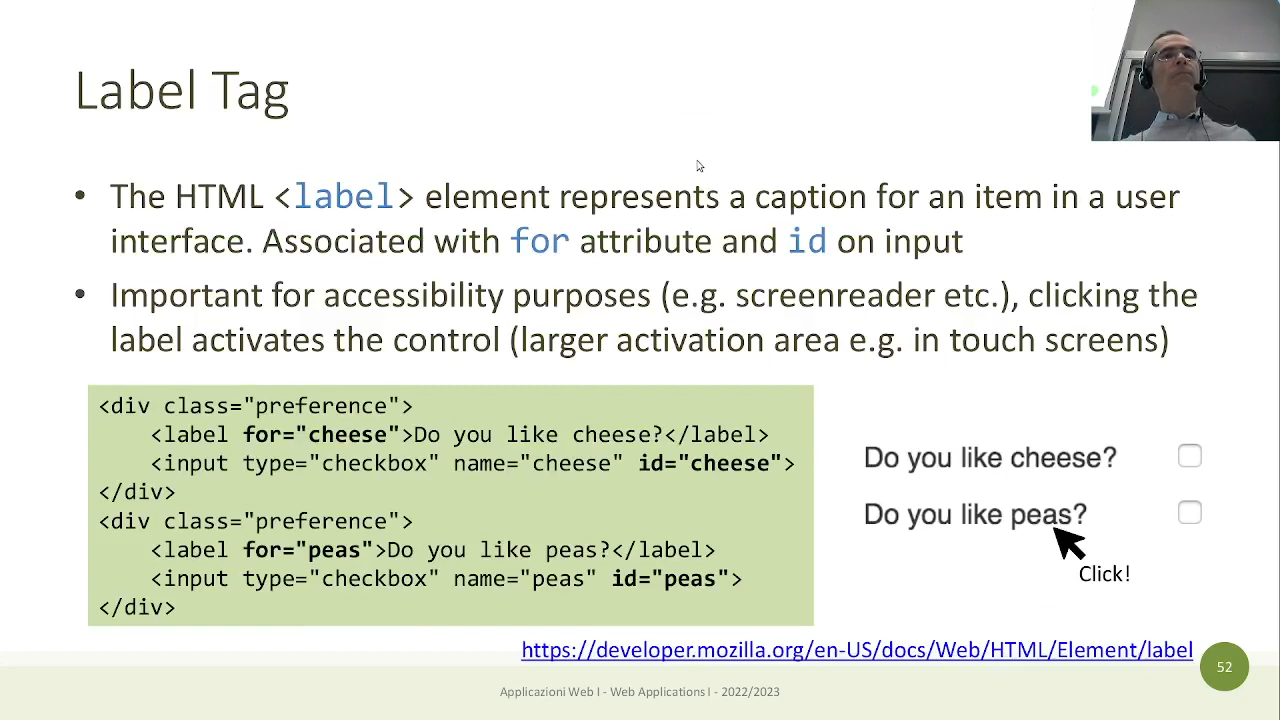 Label Tag
• The HTML <label> element represents a caption for an item in a user
interface. Associated with for attribute and id on input
• Important for accessibility purposes (e.g. screenreader etc.), clicking the
label activates the control (larger activation area e.g. in touch screens)
<div class="preference">
    <label for="cheese">Do you like cheese?</label>
    <input type="checkbox" name="cheese" id="cheese">
</div>
<div class="preference">
    <label for="peas">Do you like peas?</label>
    <input type="checkbox" name="peas" id="peas">
</div>
Do you like cheese?
Do you like peas?
Click!
https://developer.mozilla.org/en-US/docs/Web/HTML/Element/label
52
Applicazioni Web I - Web Applications I - 2022/2023